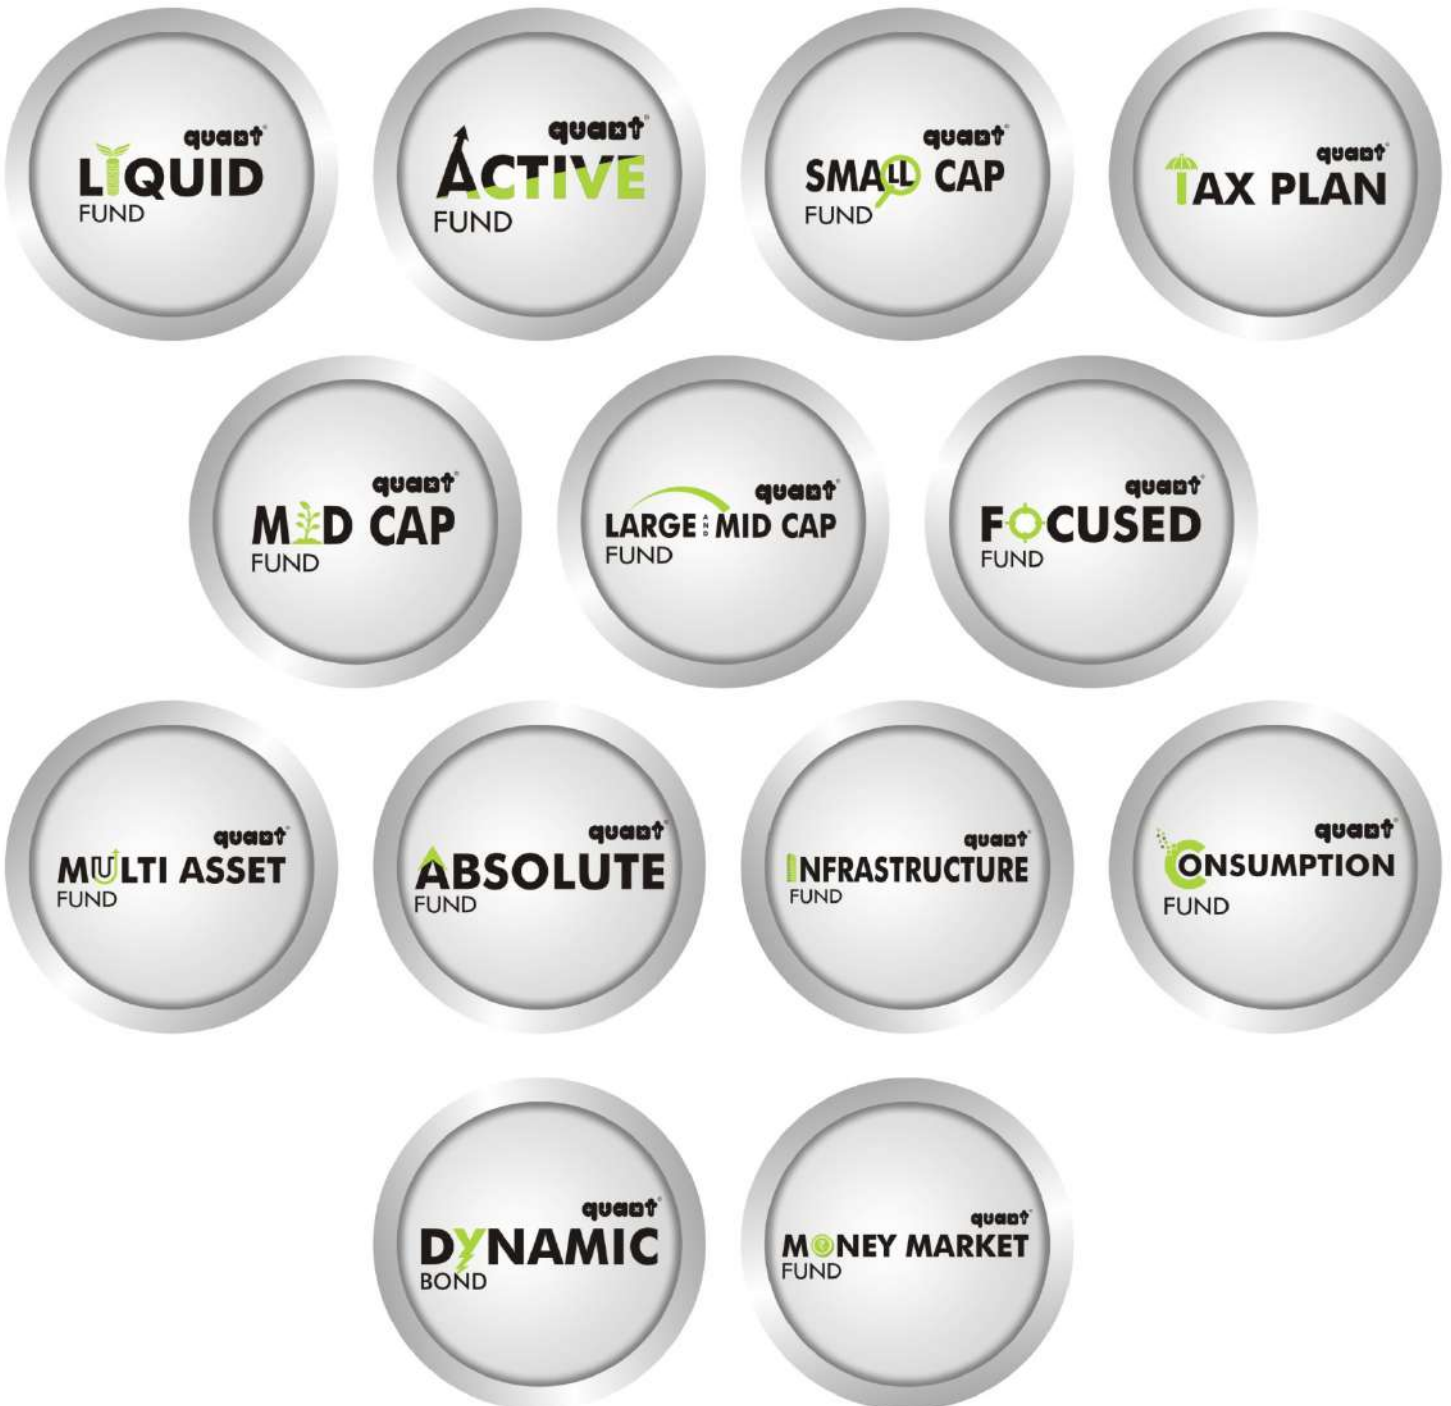 quant®
LIQUID
FUND
quant®
ACTIVE
FUND
quant®
SMALL CAP
FUND
quant®
TAX PLAN
quant®
MID CAP
FUND
quant®
LARGE AND MID CAP
FUND
quant®
FOCUSED
FUND
quant®
MULTI ASSET
FUND
quant®
ABSOLUTE
FUND
quant®
INFRASTRUCTURE
FUND
quant®
CONSUMPTION
FUND
quant®
DYNAMIC
BOND
quant®
MONEY MARKET
FUND